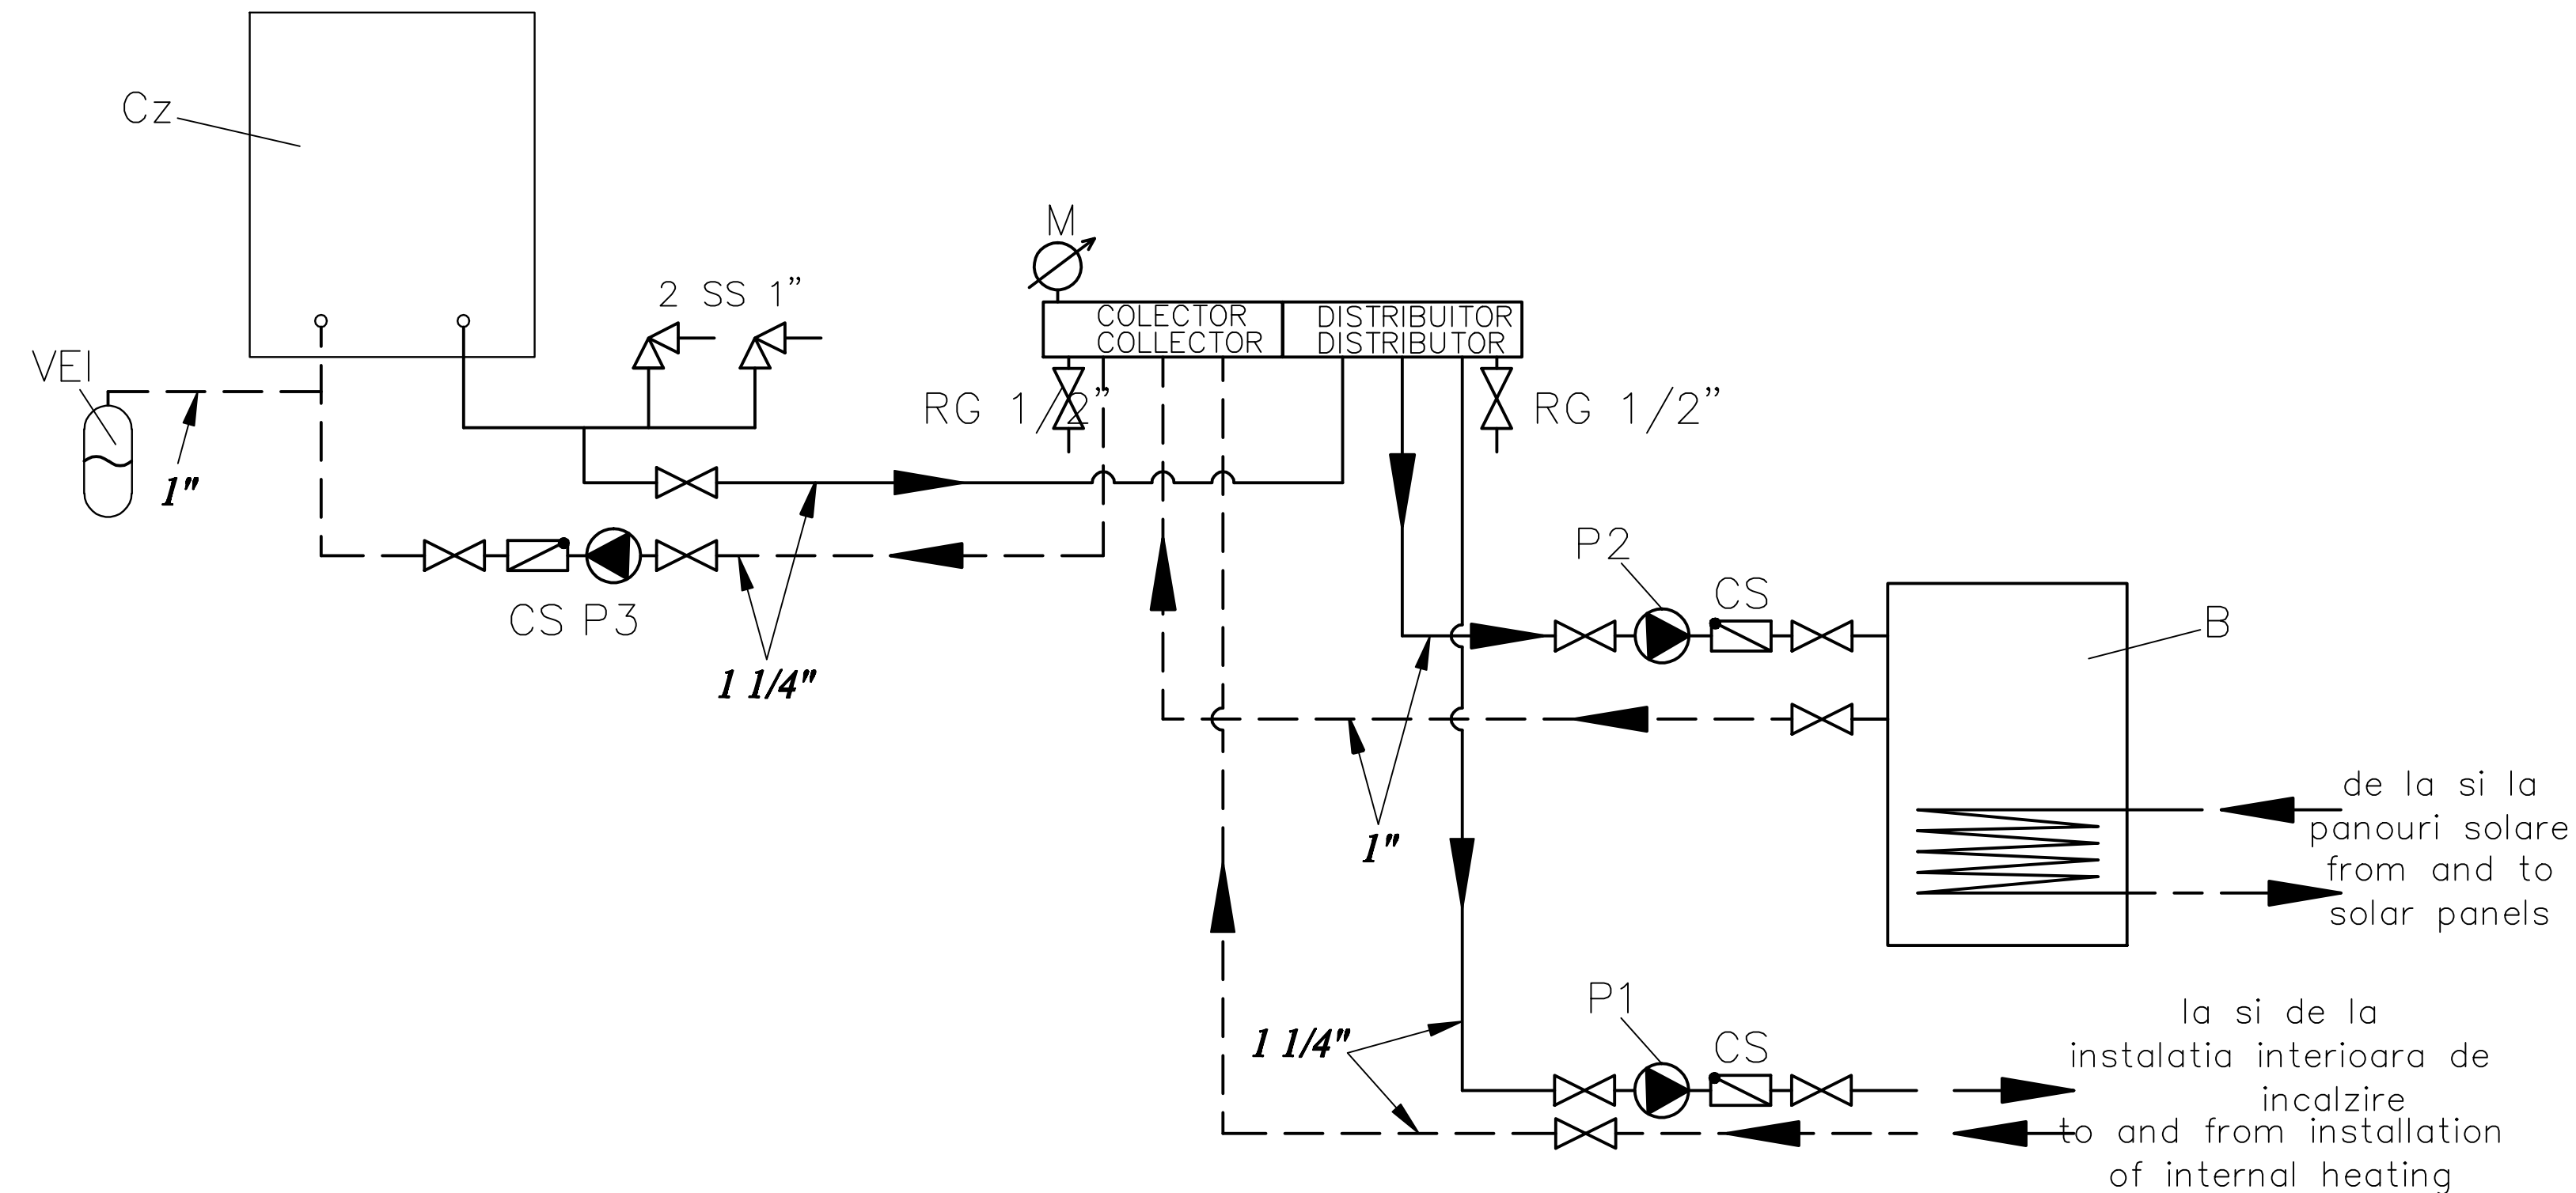 Cz
M
2 SS 1”
COLECTOR
COLLECTOR
DISTRIBUITOR
DISTRIBUTOR
VEI
RG 1/2”
RG 1/2”
1"
P2
CS
CS P3
B
1 1/4"
de la si la
panouri solare
from and to
solar panels
1"
P1
CS
1 1/4"
la si de la
instalatia interioara de
incalzire
to and from installation
of internal heating